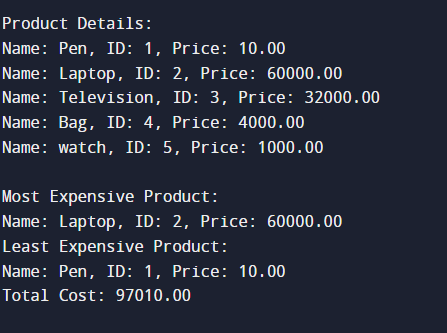 Product Details:
Name: Pen, ID: 1, Price: 10.00
Name: Laptop, ID: 2, Price: 60000.00
Name: Television, ID: 3, Price: 32000.00
Name: Bag, ID: 4, Price: 4000.00
Name: watch, ID: 5, Price: 1000.00
Most Expensive Product:
Name: Laptop, ID: 2, Price: 60000.00
Least Expensive Product:
Name: Pen, ID: 1, Price: 10.00
Total Cost: 97010.00